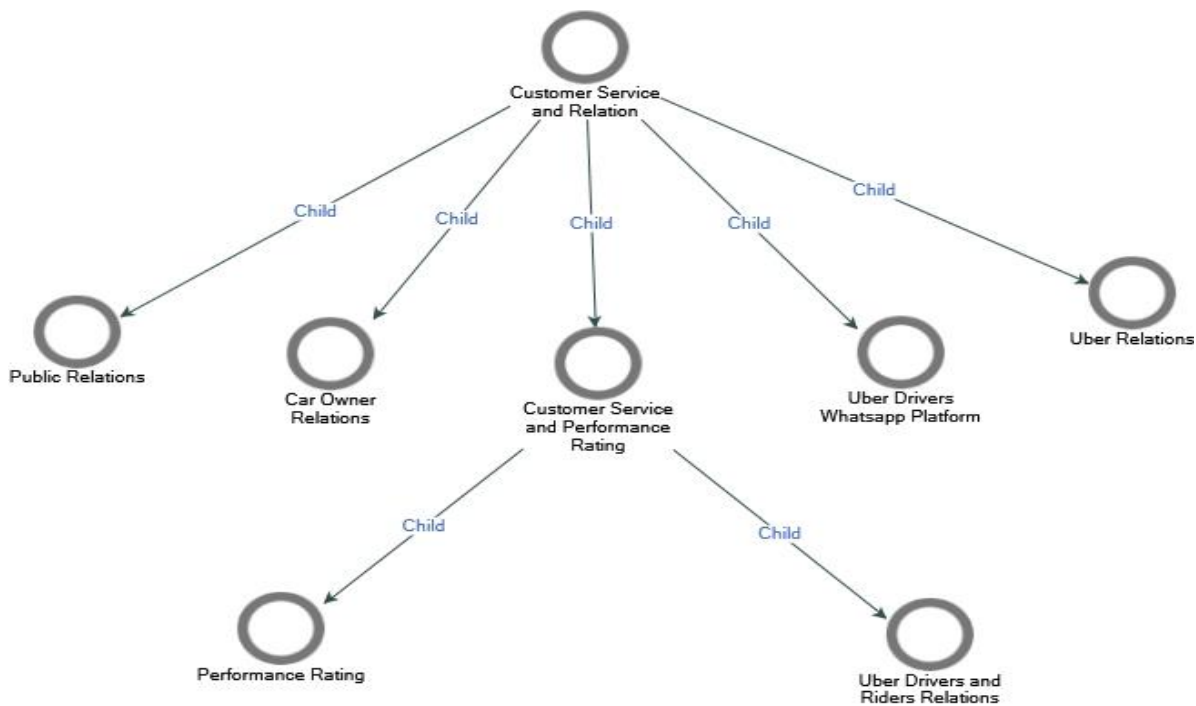 Customer Service
and Relation
Child
Child
Child
Child
Child
Public Relations
Car Owner
Relations
Customer Service
and Performance
Rating
Uber Drivers
Whatsapp Platform
Uber Relations
Child
Child
Performance Rating
Uber Drivers and
Riders Relations